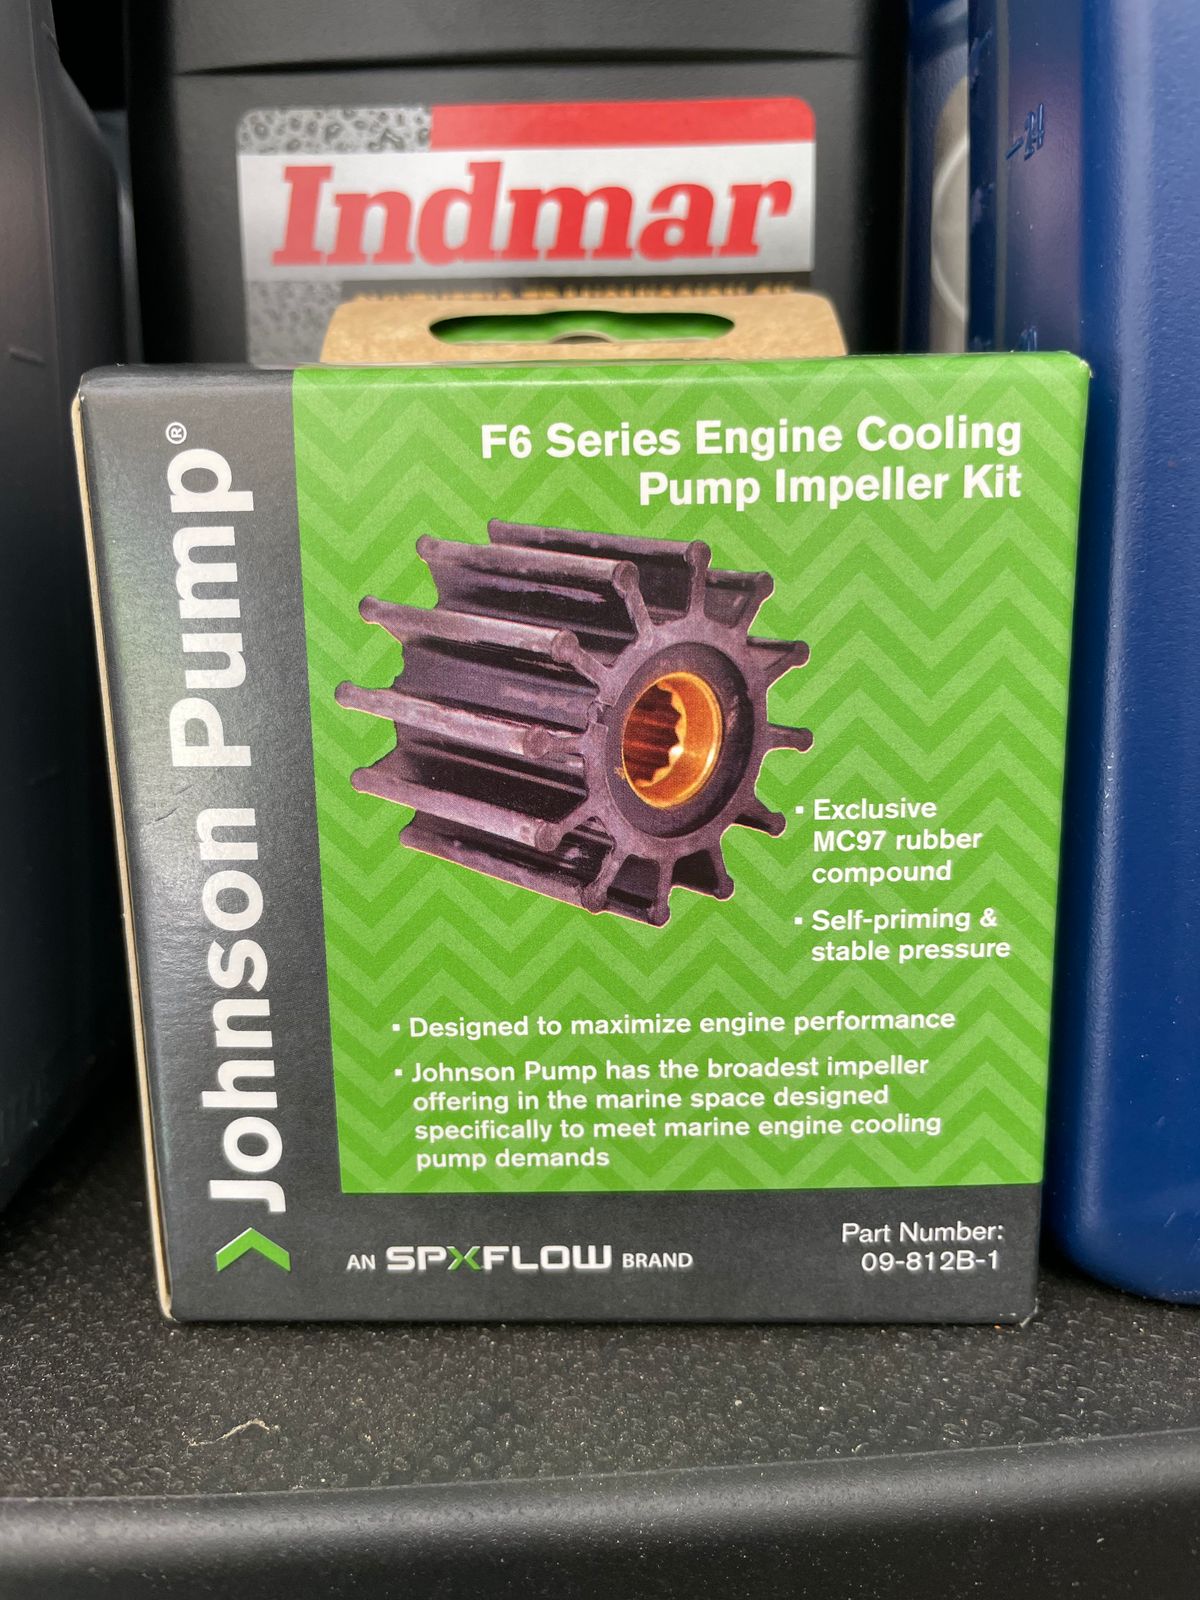 Indmar
F6 Series Engine Cooling
Pump Impeller Kit
Johnson Pump®
▪ Exclusive
MC97 rubber
compound
▪ Self-priming &
stable pressure
▪ Designed to maximize engine performance
▪ Johnson Pump has the broadest impeller
offering in the marine space designed
specifically to meet marine engine cooling
pump demands
AN SPXFLOW BRAND
Part Number:
09-812B-1